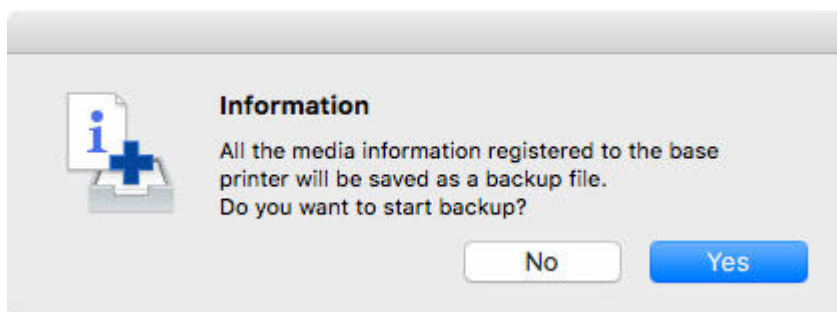 i
Information
All the media information registered to the base
printer will be saved as a backup file.
Do you want to start backup?
No
Yes